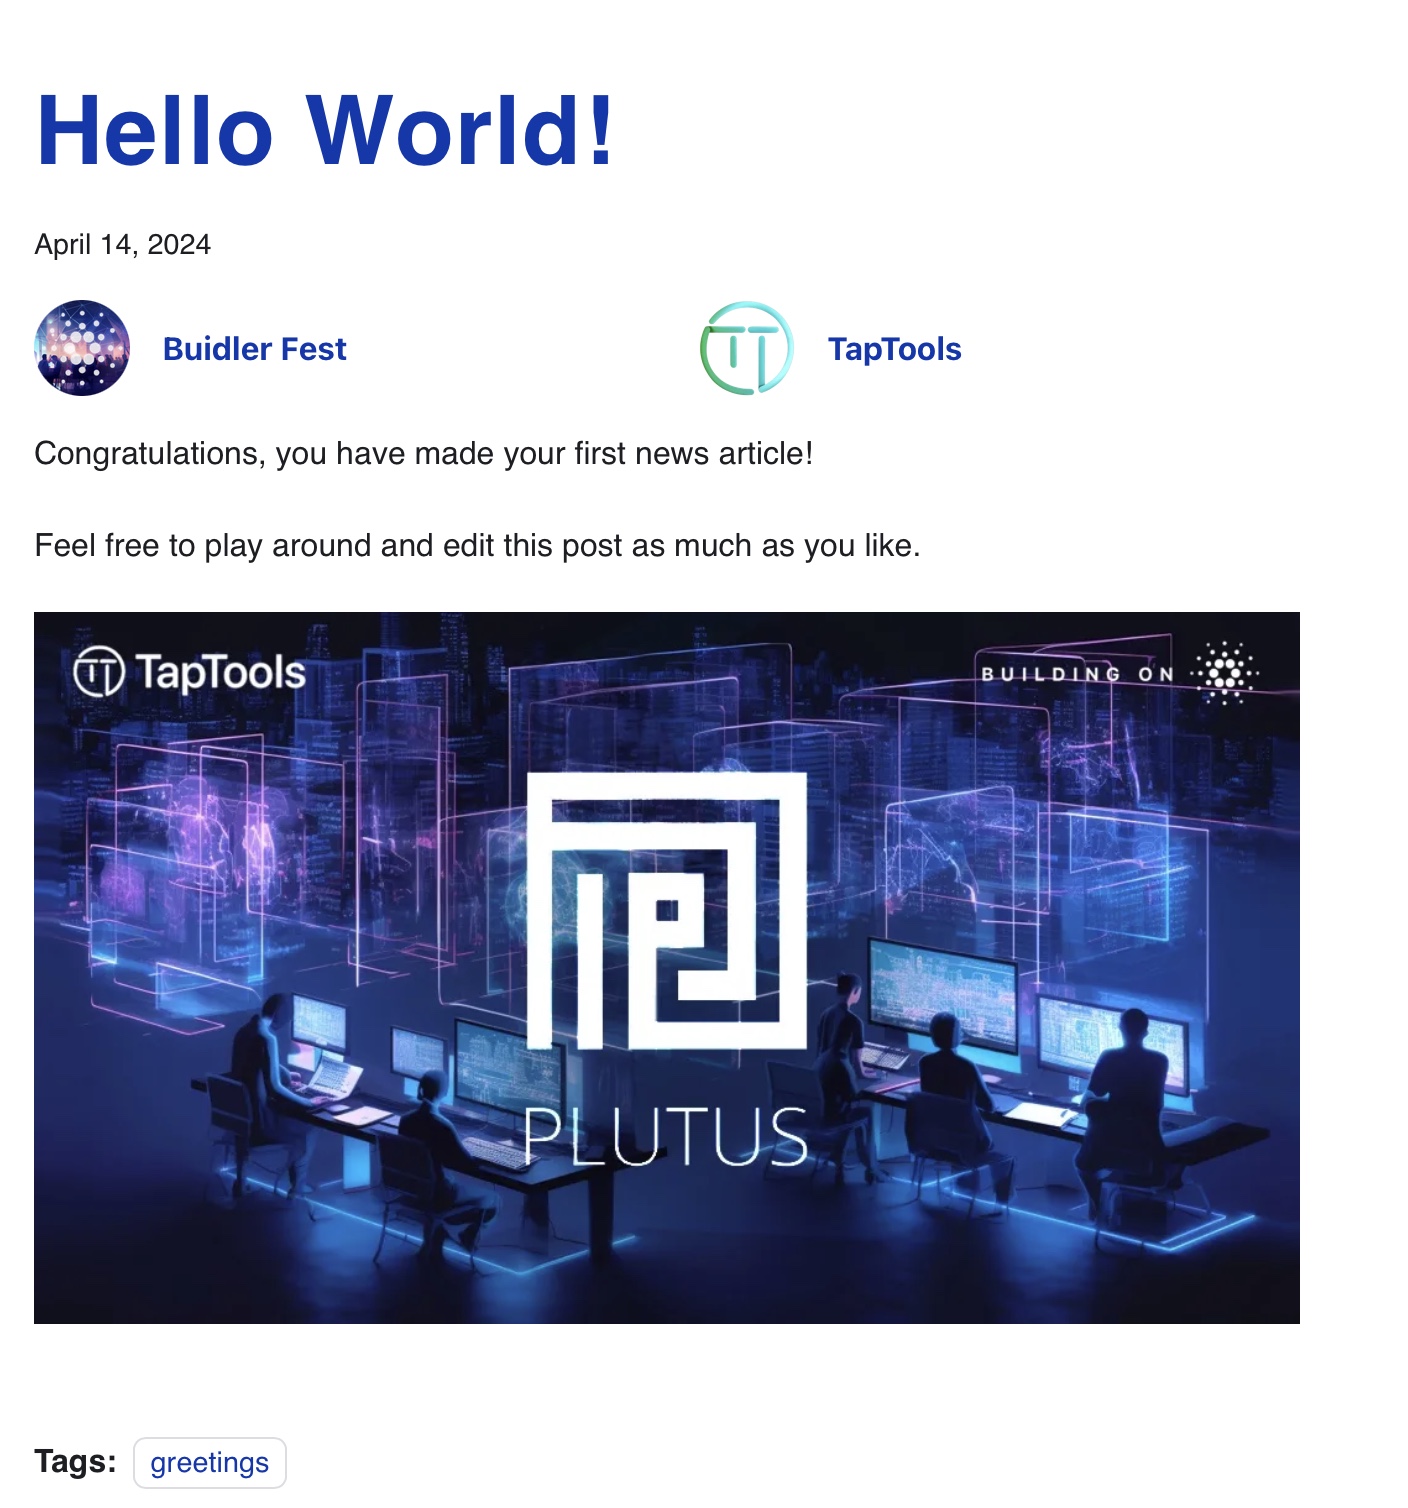 Hello World!
April 14, 2024
Buidler Fest
TapTools
Congratulations, you have made your first news article!
Feel free to play around and edit this post as much as you like.
TapTools
BUILDING ON
PLUTUS
Tags: greetings